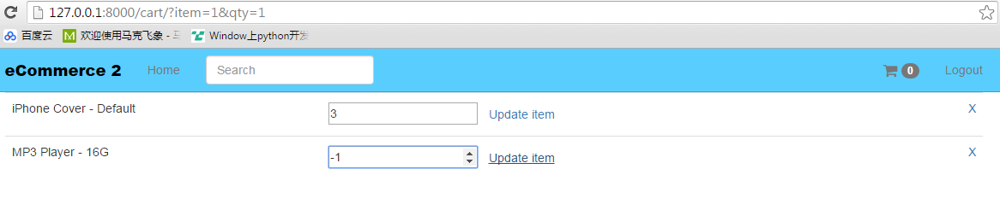 127.0.0.1:8000/cart/?item=1&qty=1
百度云 欢迎使用马克飞象 - 马 Window上python开发
eCommerce 2 Home Search 0 Logout
iPhone Cover - Default 3 Update item X
MP3 Player - 16G -1 Update item X